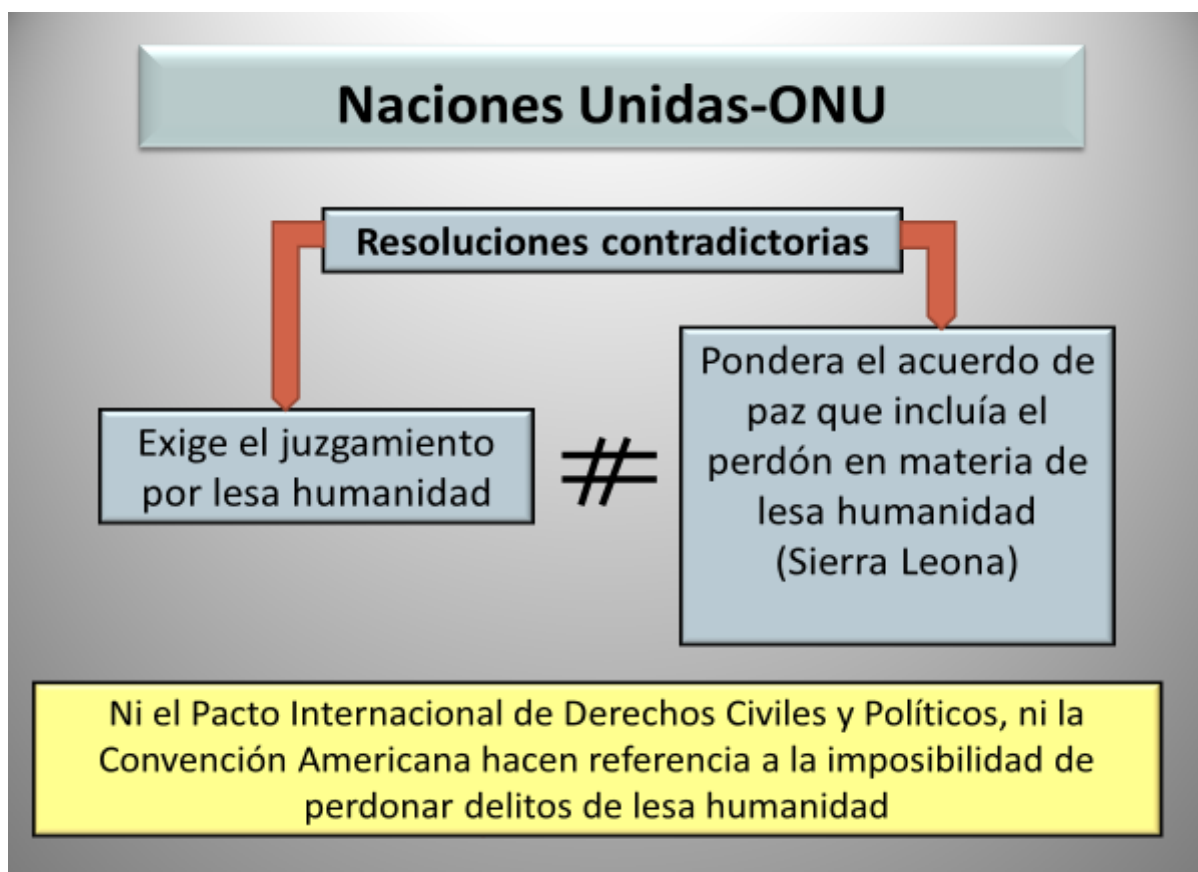 Naciones Unidas-ONU
Resoluciones contradictorias
Exige el juzgamiento
por lesa humanidad
Pondera el acuerdo de
paz que incluía el
perdón en materia de
lesa humanidad
(Sierra Leona)
Ni el Pacto Internacional de Derechos Civiles y Políticos, ni la
Convención Americana hacen referencia a la imposibilidad de
perdonar delitos de lesa humanidad